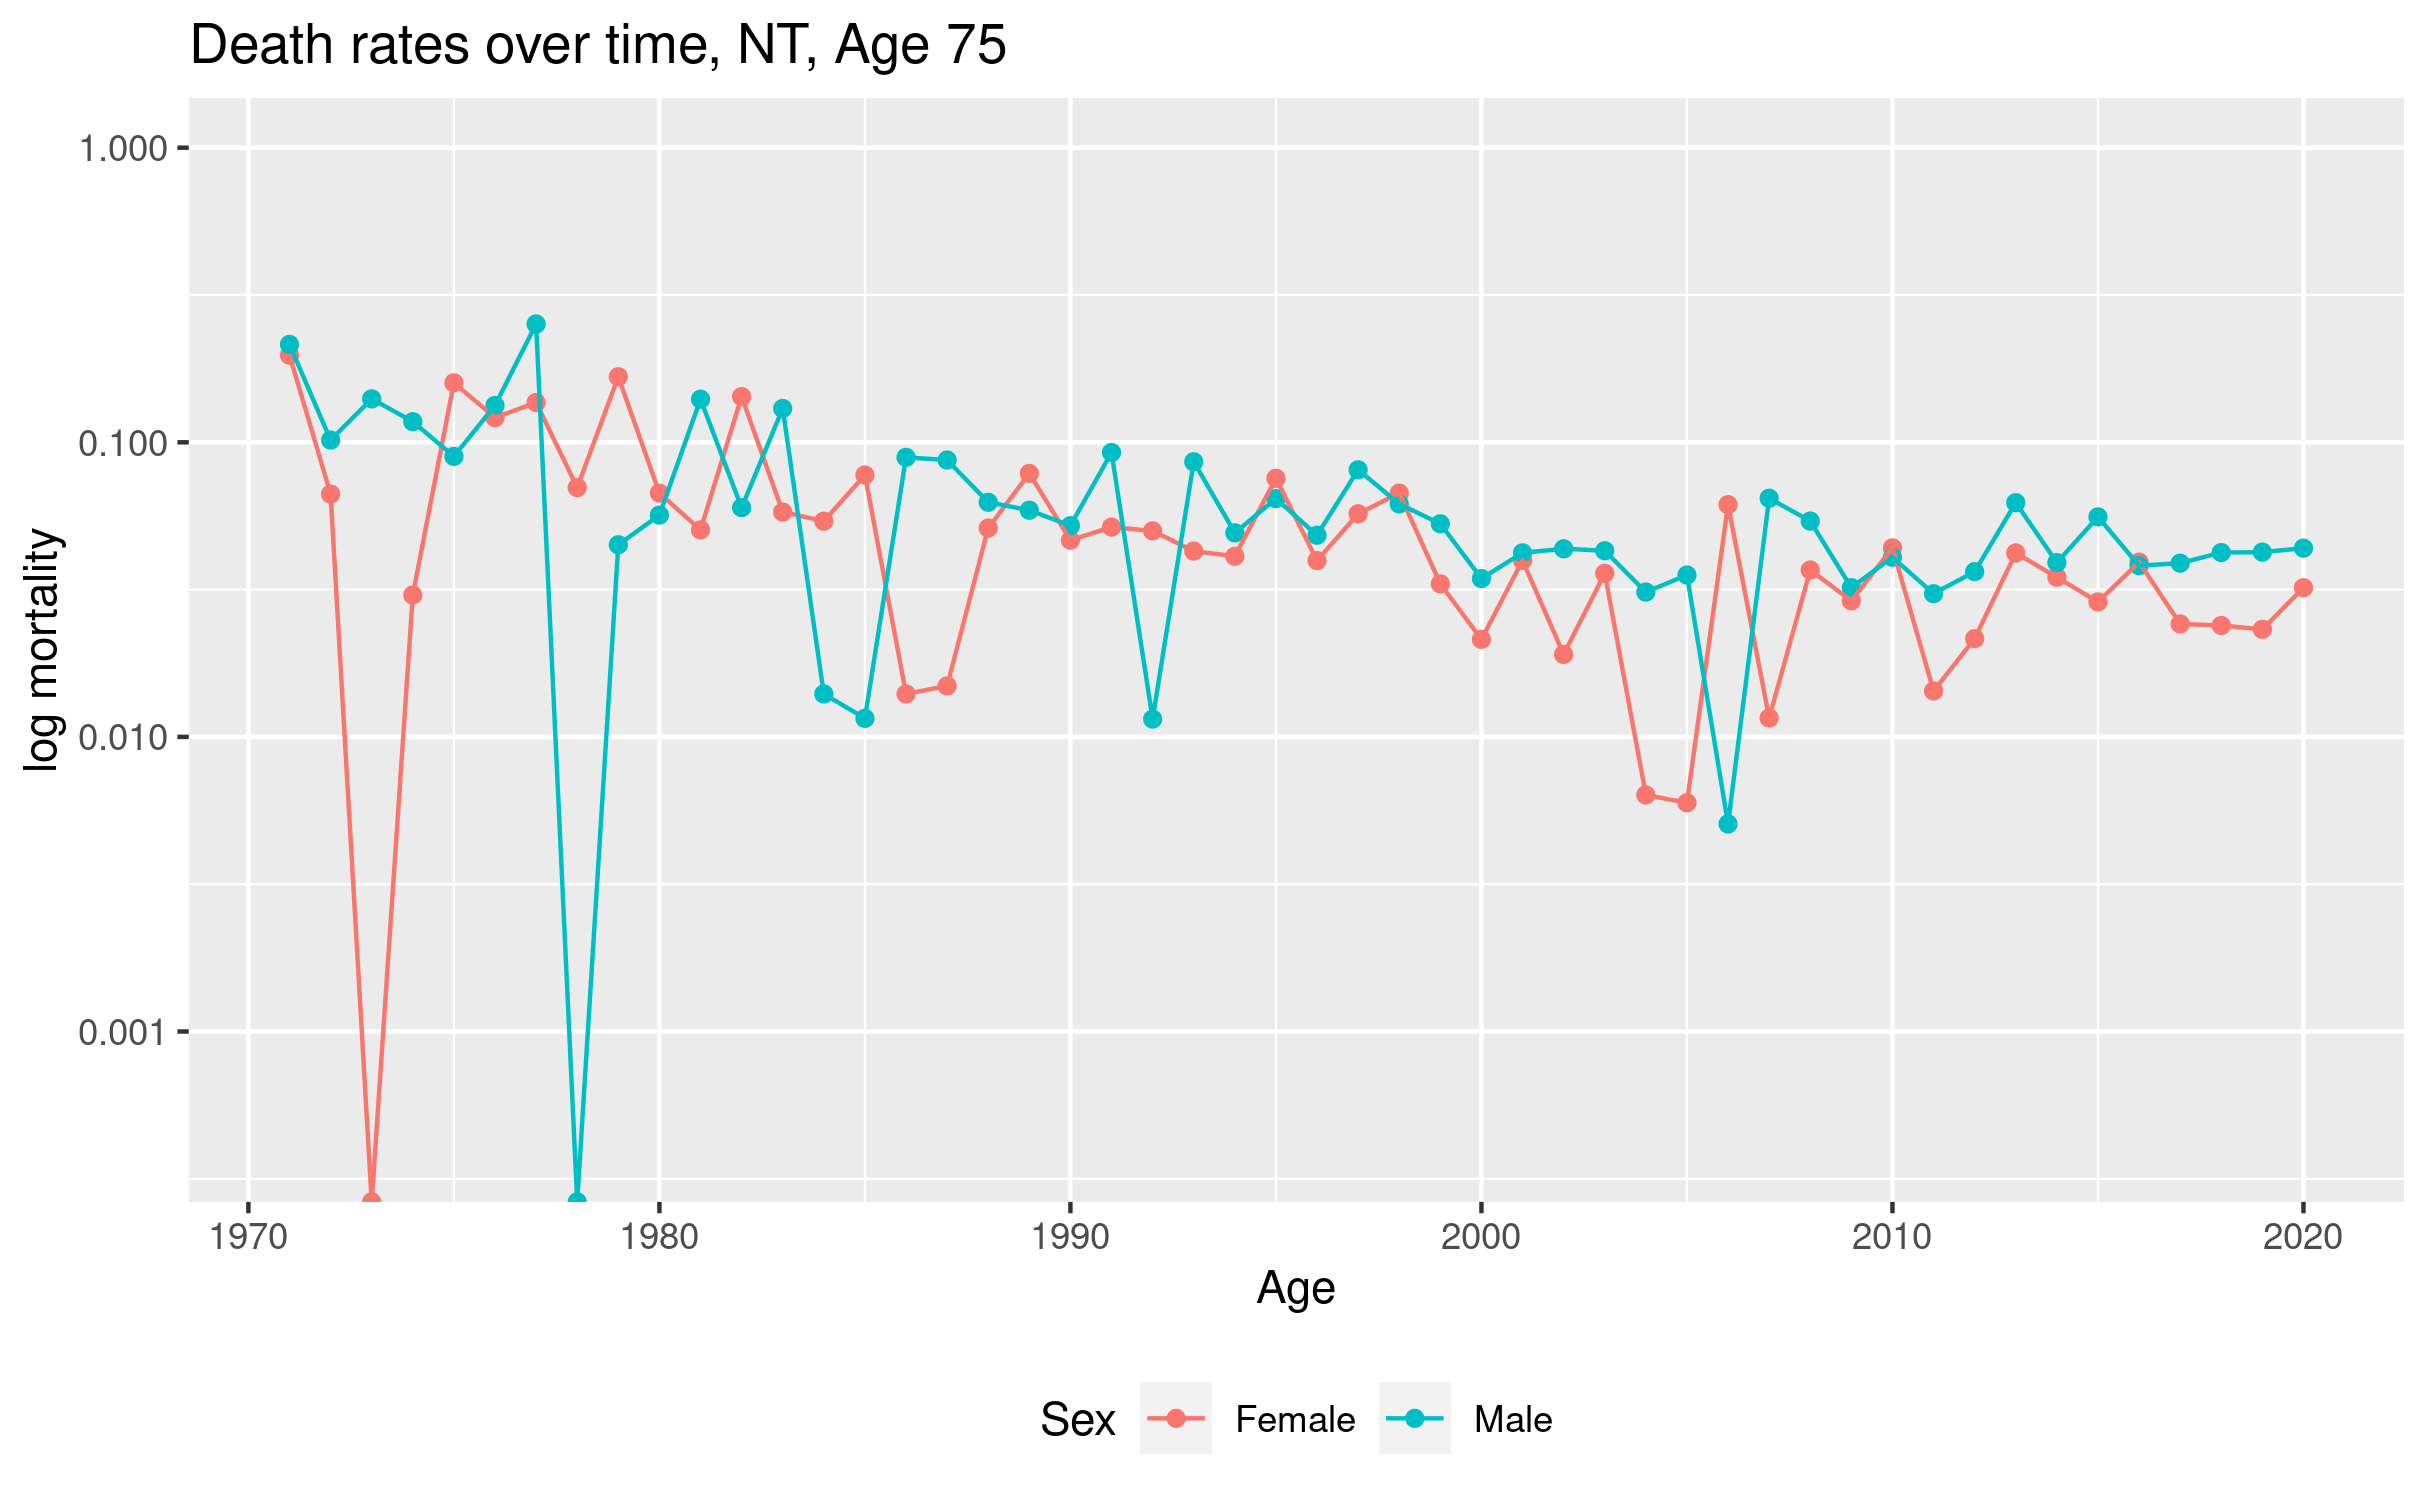 Death rates over time, NT, Age 75
log mortality
1.000
0.100
0.010
0.001
1970 1980 1990 2000 2010 2020
Age
Sex Female Male